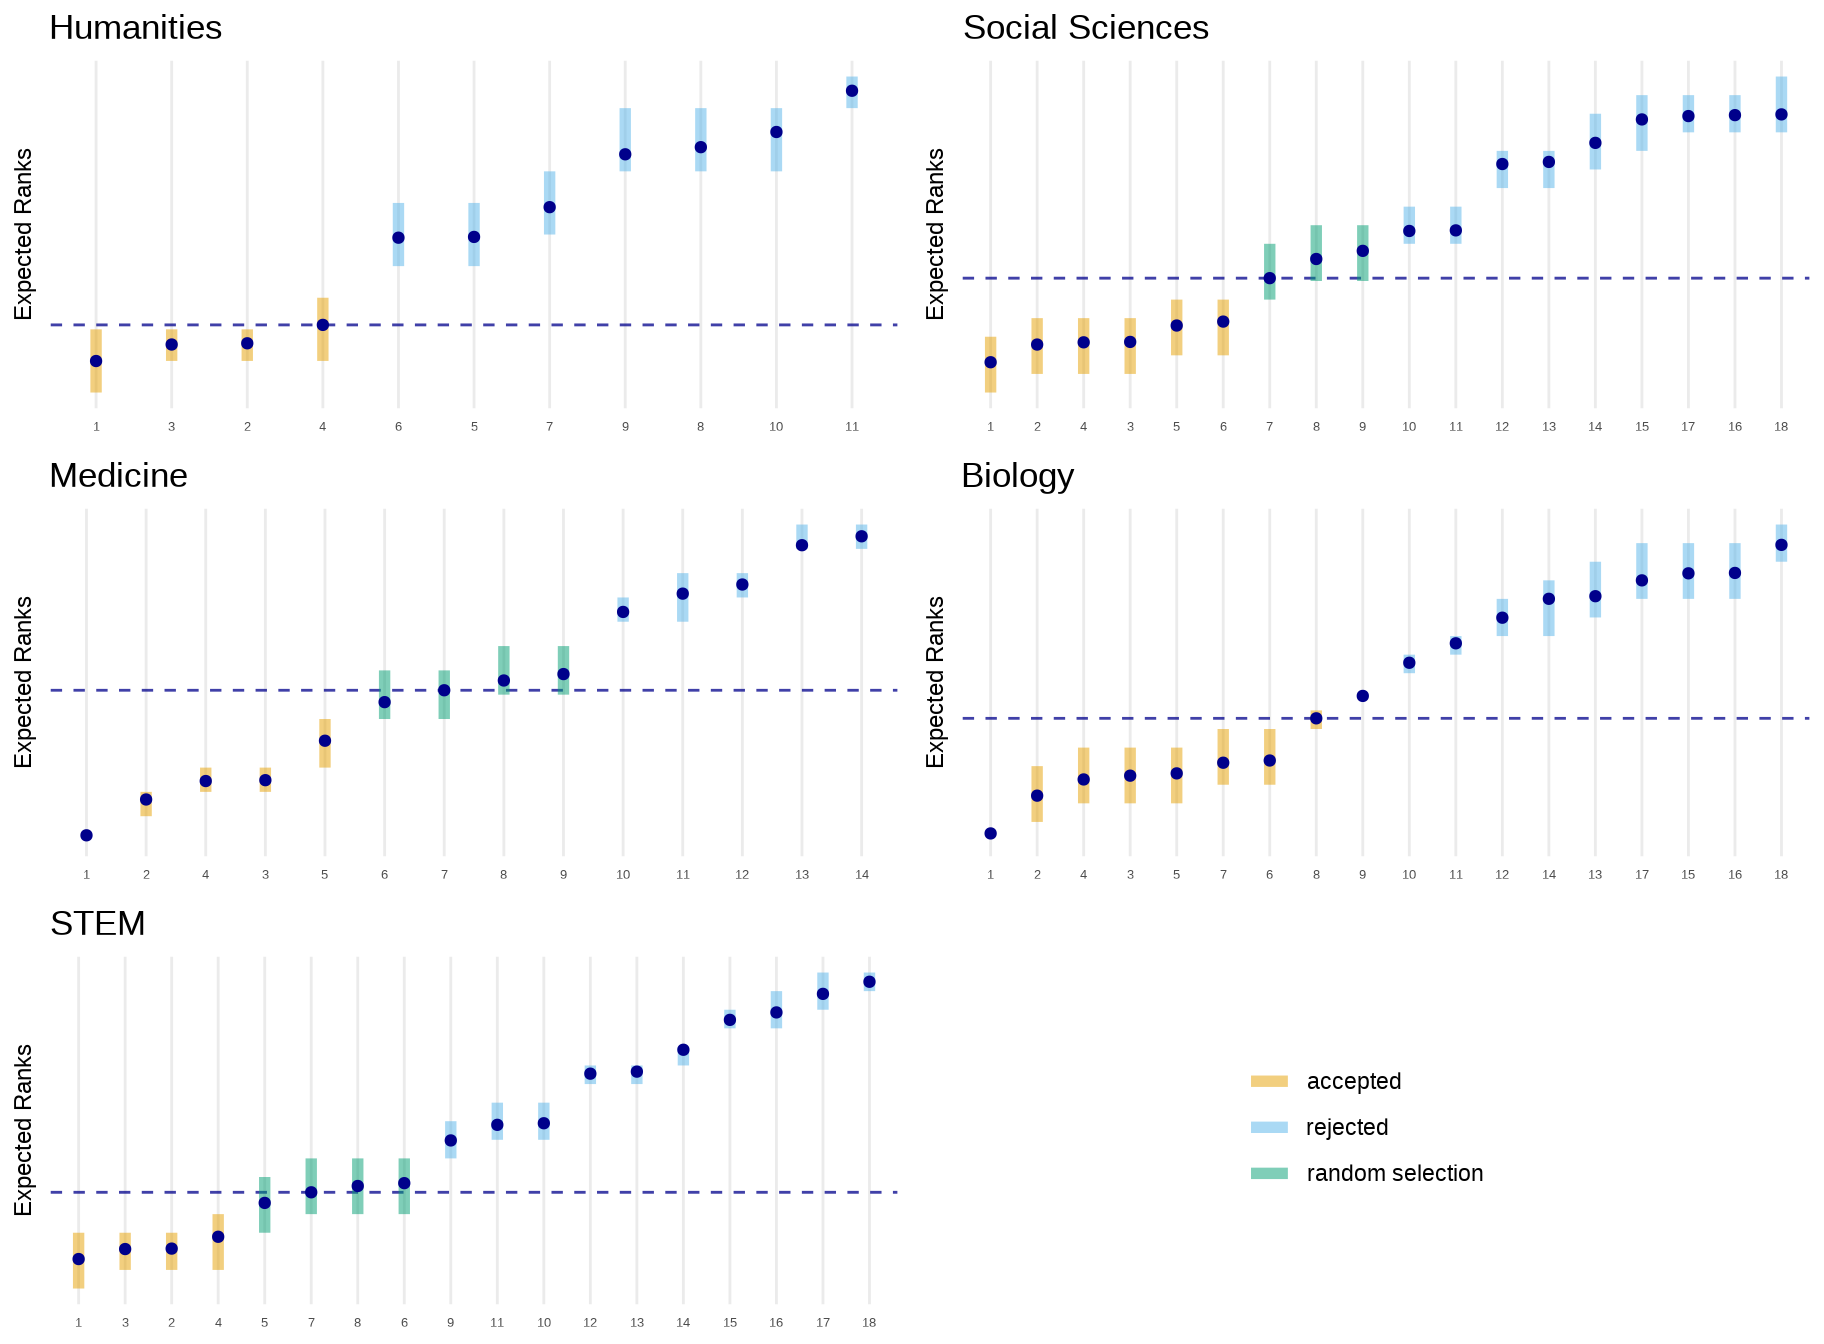 Humanities
Expected Ranks
1 3 2 4 6 5 7 9 8 10 11
Social Sciences
Expected Ranks
1 2 4 3 5 6 7 8 9 10 11 12 13 14 15 17 16 18
Medicine
Expected Ranks
1 2 4 3 5 6 7 8 9 10 11 12 13 14
Biology
Expected Ranks
1 2 4 3 5 7 6 8 9 10 11 12 14 13 17 15 16 18
STEM
Expected Ranks
1 3 2 4 5 7 8 6 9 11 10 12 13 14 15 16 17 18
accepted
rejected
random selection